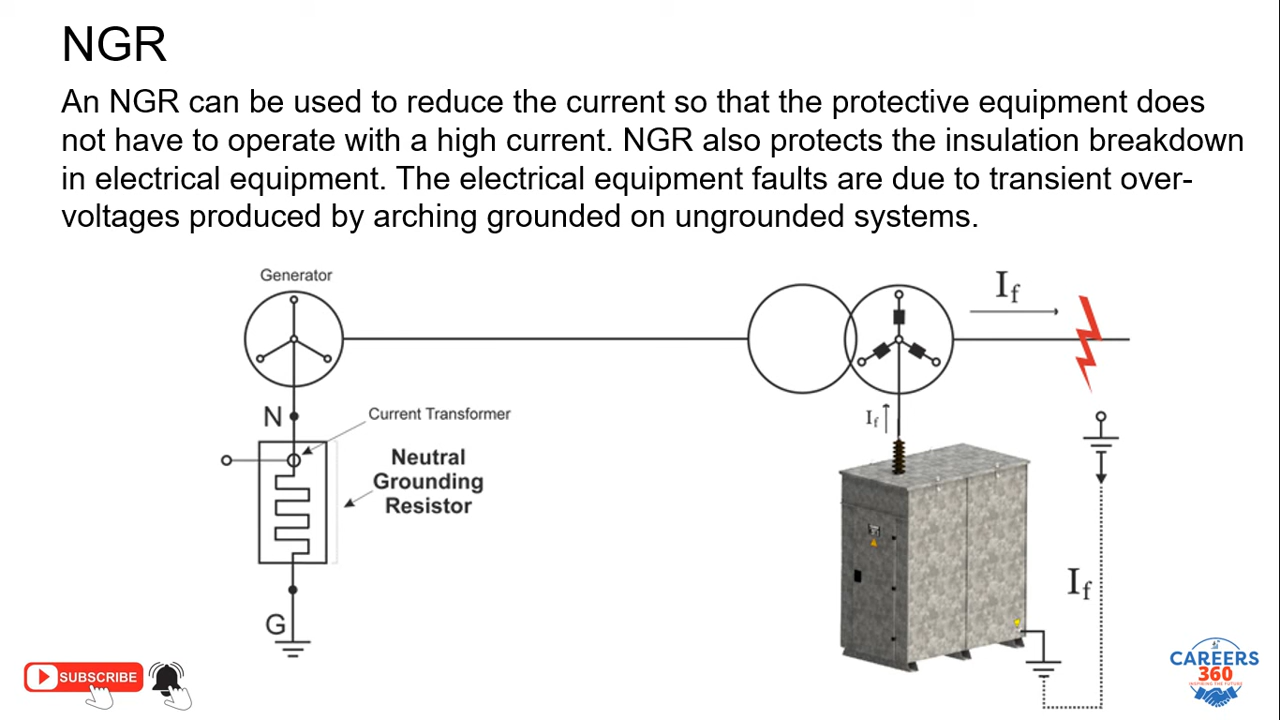 NGR
An NGR can be used to reduce the current so that the protective equipment does
not have to operate with a high current. NGR also protects the insulation breakdown
in electrical equipment. The electrical equipment faults are due to transient over-
voltages produced by arching grounded on ungrounded systems.
Generator
If
N
Current Transformer
If
Neutral
Grounding
Resistor
If
G
SUBSCRIBE
CAREERS
360
INSPIRING THE FUTURE